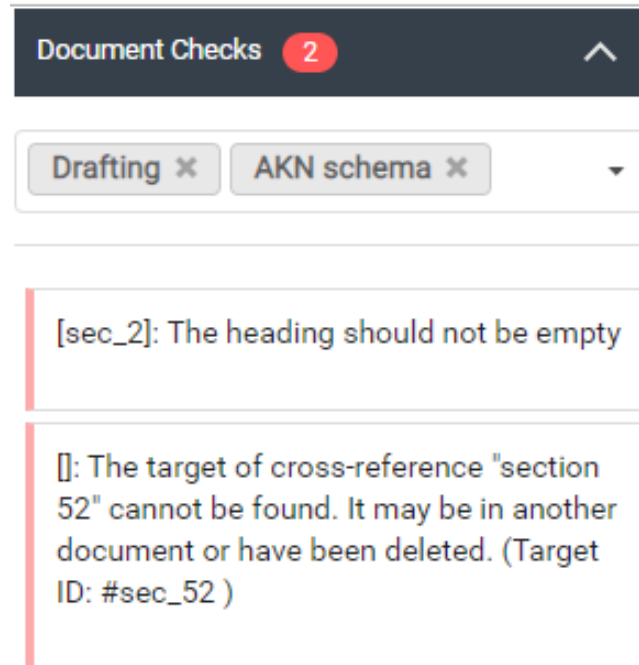 Document Checks 2
Drafting × AKN schema ×
[sec_2]: The heading should not be empty
[]: The target of cross-reference "section
52" cannot be found. It may be in another
document or have been deleted. (Target
ID: #sec_52 )